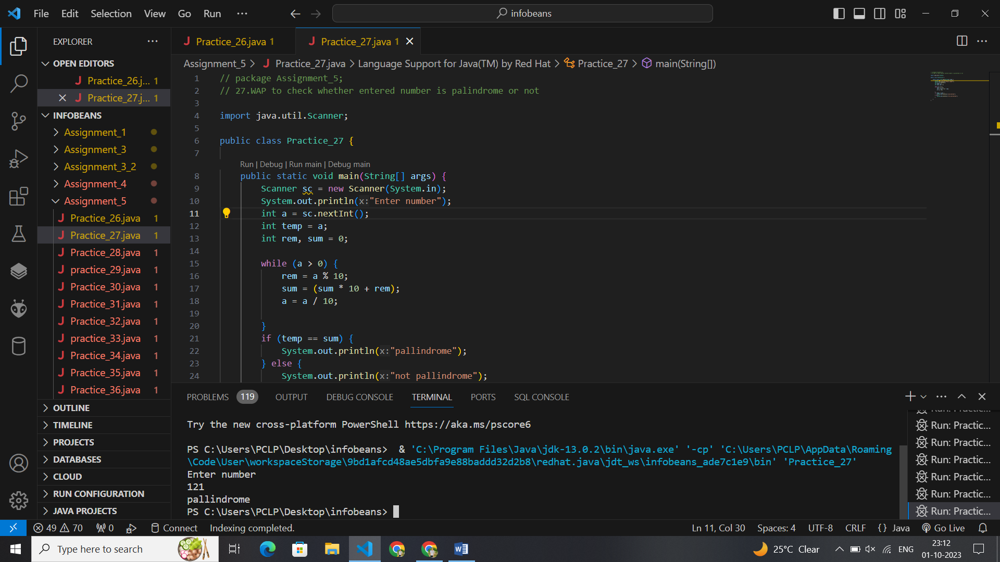 File Edit Selection View Go Run ···
infobeans
EXPLORER
OPEN EDITORS
Practice_26.j... 1
Practice_27.j... 1
INFOBEANS
Assignment_1
Assignment_3
Assignment_3_2
Assignment_4
Assignment_5
Practice_26.java 1
Practice_27.java 1
Practice_28.java 1
practice_29.java 1
Practice_30.java 1
Practice_31.java 1
Practice_32.java 1
practice_33.java 1
Practice_34.java 1
Practice_35.java 1
Practice_36.java 1
OUTLINE
TIMELINE
PROJECTS
DATABASES
CLOUD
RUN CONFIGURATION
JAVA PROJECTS
Practice_26.java 1
Practice_27.java 1
Assignment_5 > Practice_27.java > Language Support for Java(TM) by Red Hat > Practice_27 > main(String[])
1 // package Assignment_5;
2 // 27.WAP to check whether entered number is palindrome or not
3
4 import java.util.Scanner;
5
6 public class Practice_27 {
7
Run | Debug | Run main | Debug main
8 public static void main(String[] args) {
9 Scanner sc = new Scanner(System.in);
10 System.out.println(x:"Enter number");
11 int a = sc.nextInt();
12 int temp = a;
13 int rem, sum = 0;
14
15 while (a > 0) {
16 rem = a % 10;
17 sum = (sum * 10 + rem);
18 a = a / 10;
19
20 }
21 if (temp == sum) {
22 System.out.println(x:"pallindrome");
23 } else {
24 System.out.println(x:"not pallindrome");
PROBLEMS 119 OUTPUT DEBUG CONSOLE TERMINAL PORTS SQL CONSOLE
Try the new cross-platform PowerShell https://aka.ms/pscore6
PS C:\Users\PCLP\Desktop\infobeans> & 'C:\Program Files\Java\jdk-13.0.2\bin\java.exe' '-cp' 'C:\Users\PCLP\AppData\Roaming
\Code\User\workspaceStorage\9bd1afcd48ae5dbfa9e88baddd32d2b8\redhat.java\jdt_ws\infobeans_ade7c1e9\bin' 'Practice_27'
Enter number
121
pallindrome
PS C:\Users\PCLP\Desktop\infobeans>
Run: Practic...
Run: Practic...
Run: Practic...
Run: Practic...
Run: Practic...
Run: Practic...
49 70 0 Connect Indexing completed. Ln 11, Col 30 Spaces: 4 UTF-8 CRLF {} Java Go Live
Type here to search
25°C Clear
ENG
23:12
01-10-2023